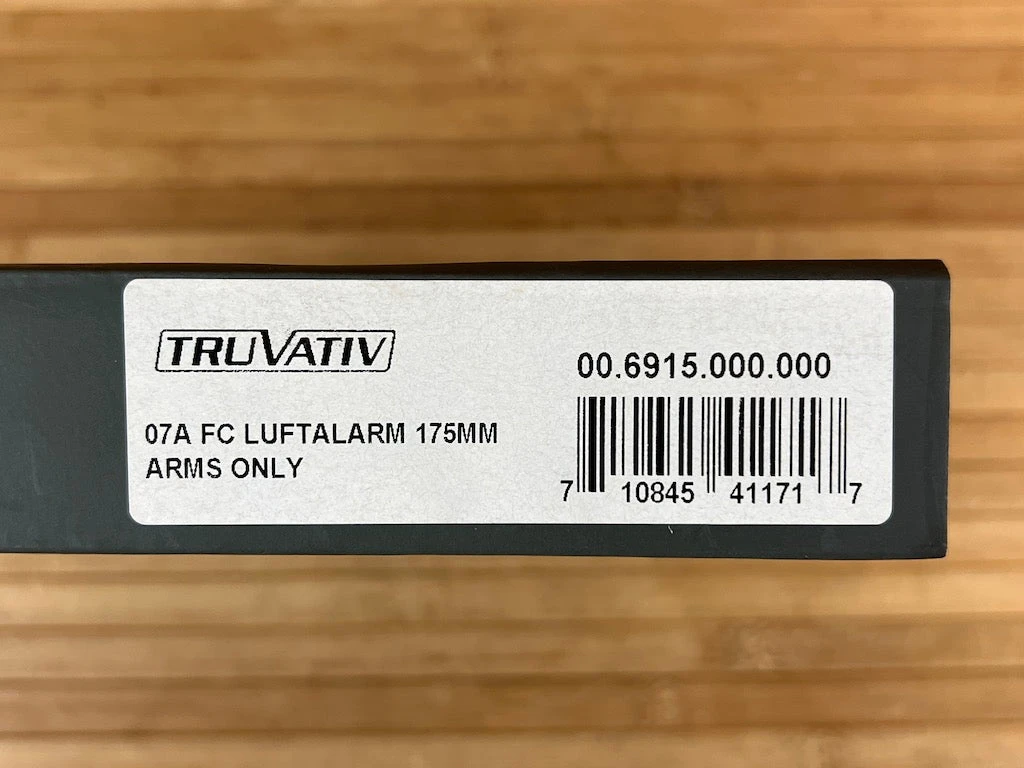 TRUVATIV
07A FC LUFTALARM 175MM
ARMS ONLY
00.6915.000.000
7 10845 41171 7